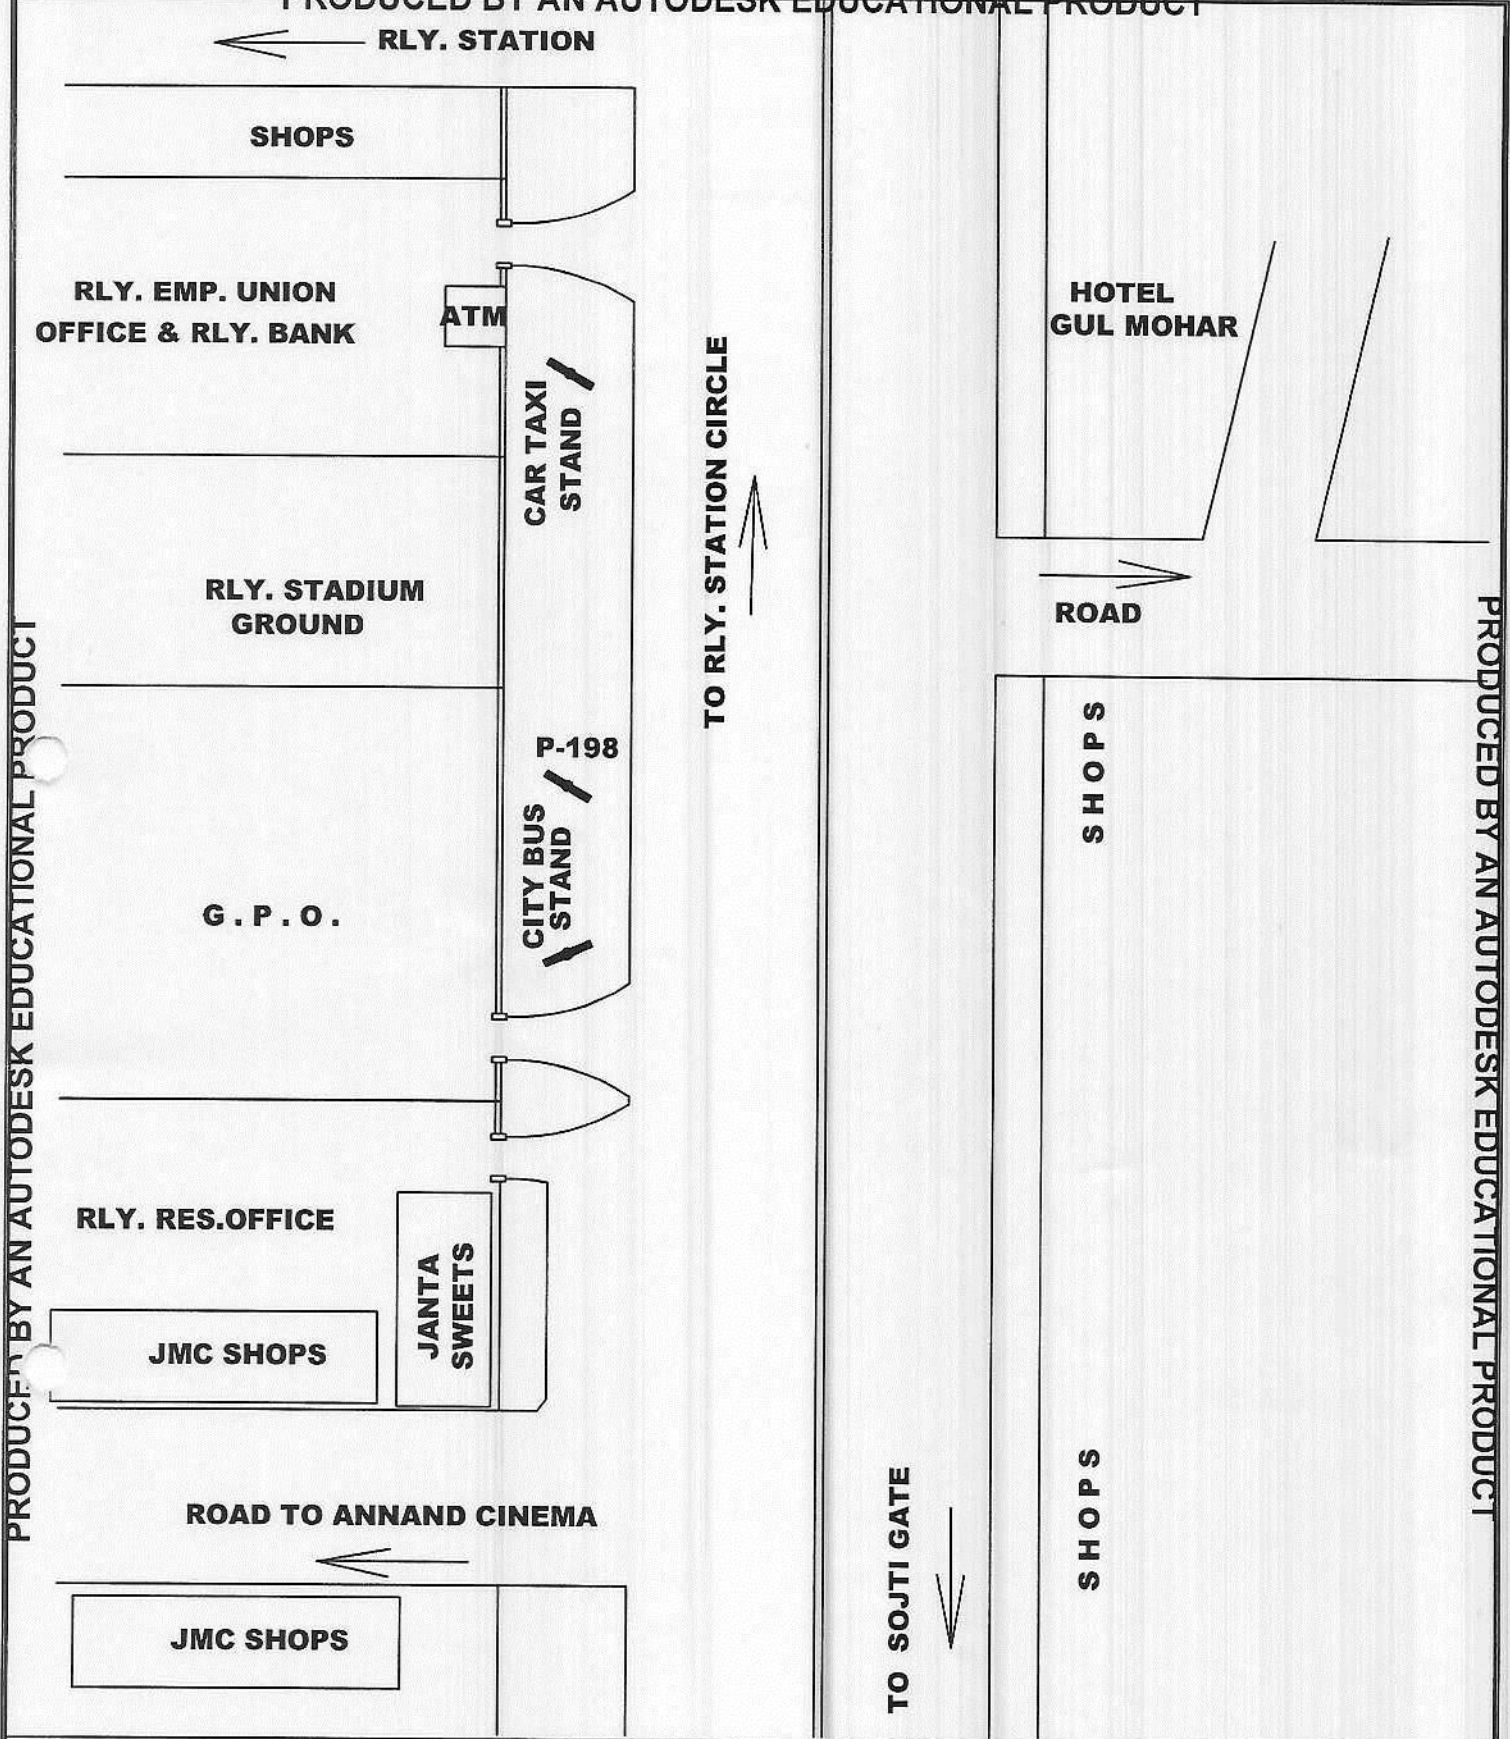 PRODUCED BY AN AUTODESK EDUCATIONAL PRODUCT
RLY. STATION
SHOPS
RLY. EMP. UNION
OFFICE & RLY. BANK
ATM
CAR TAXI
STAND
TO RLY. STATION CIRCLE
HOTEL
GUL MOHAR
RLY. STADIUM
GROUND
ROAD
SHOPS
P-198
CITY BUS
STAND
G.P.O.
RLY. RES.OFFICE
JANTA
SWEETS
JMC SHOPS
ROAD TO ANNAND CINEMA
JMC SHOPS
TO SOJTI GATE
SHOPS
PRODUCED BY AN AUTODESK EDUCATIONAL PRODUCT
PRODUCED BY AN AUTODESK EDUCATIONAL PRODUCT